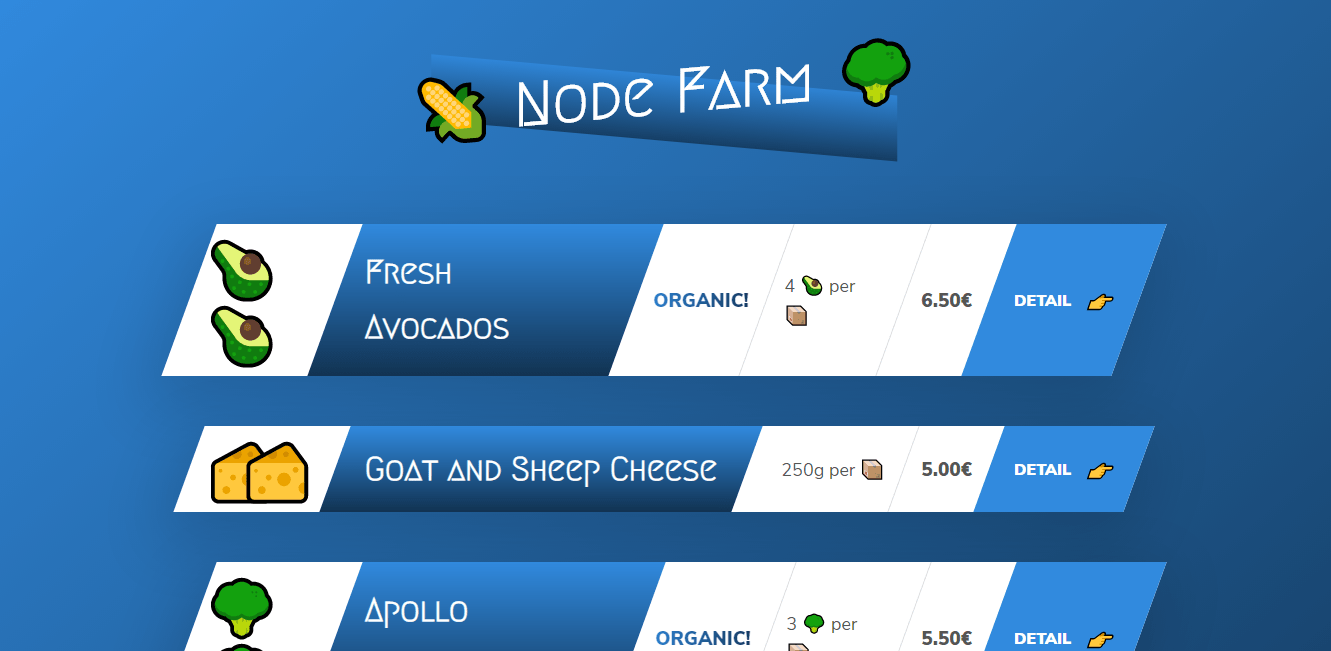 Node Farm
Fresh
Avocados
ORGANIC!
4 🥑 per
📦
6.50€
DETAIL 👉
Goat and Sheep Cheese
250g per 📦
5.00€
DETAIL 👉
Apollo
ORGANIC!
3 🥦 per
📦
5.50€
DETAIL 👉